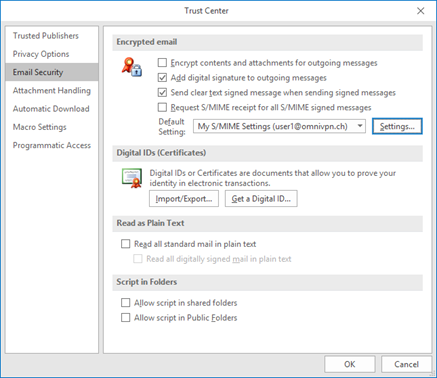 Trust Center
Trusted Publishers
Privacy Options
Email Security
Attachment Handling
Automatic Download
Macro Settings
Programmatic Access
Encrypted email
Encrypt contents and attachments for outgoing messages
Add digital signature to outgoing messages
Send clear text signed message when sending signed messages
Request S/MIME receipt for all S/MIME signed messages
Default
Setting:
My S/MIME Settings (user1@omnivpn.ch)
Settings...
Digital IDs (Certificates)
Digital IDs or Certificates are documents that allow you to prove your
identity in electronic transactions.
Import/Export...
Get a Digital ID...
Read as Plain Text
Read all standard mail in plain text
Read all digitally signed mail in plain text
Script in Folders
Allow script in shared folders
Allow script in Public Folders
OK
Cancel